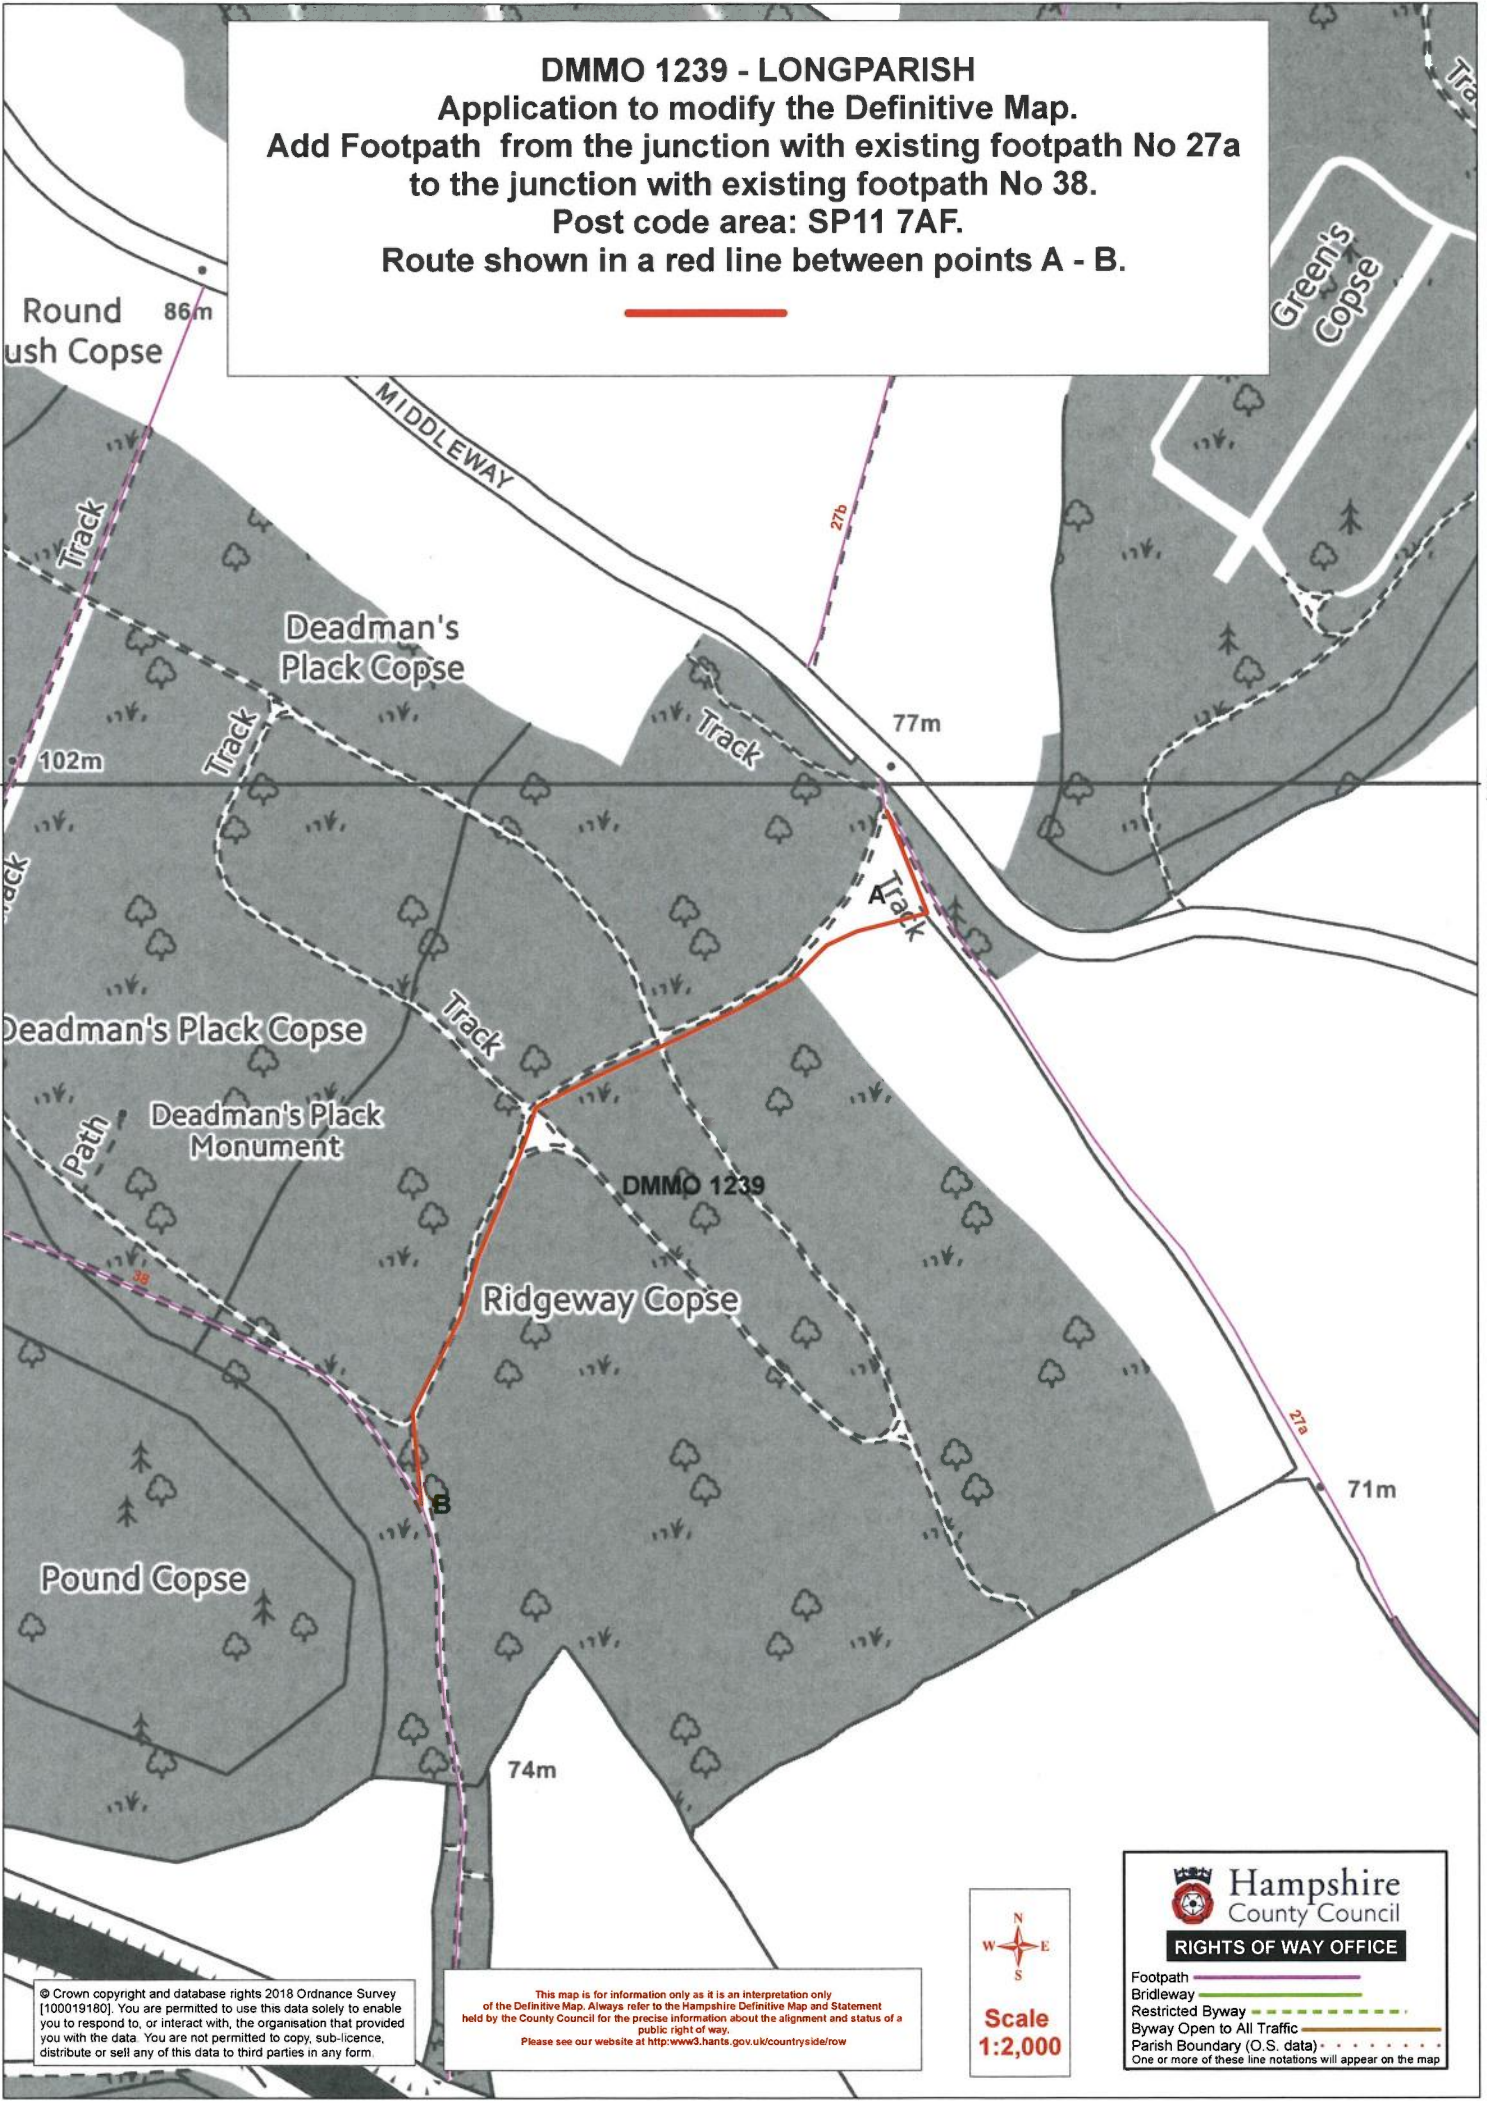 DMMO 1239 - LONGPARISH
Application to modify the Definitive Map.
Add Footpath from the junction with existing footpath No 27a
to the junction with existing footpath No 38.
Post code area: SP11 7AF.
Route shown in a red line between points A - B.
Round
ush Copse
86m
MIDDLEWAY
Green's
Copse
Tra
27b
Track
Deadman's
Plack Copse
Track
Track
77m
102m
ack
A
Track
Track
Deadman's Plack Copse
Path
Deadman's Plack
Monument
DMMO 1239
38
Ridgeway Copse
27a
B
71m
Pound Copse
74m
Hampshire
County Council
RIGHTS OF WAY OFFICE
Footpath
Bridleway
Restricted Byway
Byway Open to All Traffic
Parish Boundary (O.S. data)
One or more of these line notations will appear on the map
N
W E
S
Scale
1:2,000
© Crown copyright and database rights 2018 Ordnance Survey
[100019180]. You are permitted to use this data solely to enable
you to respond to, or interact with, the organisation that provided
you with the data. You are not permitted to copy, sub-licence,
distribute or sell any of this data to third parties in any form.
This map is for information only as it is an interpretation only
of the Definitive Map. Always refer to the Hampshire Definitive Map and Statement
held by the County Council for the precise information about the alignment and status of a
public right of way.
Please see our website at http:www3.hants.gov.uk/countryside/row